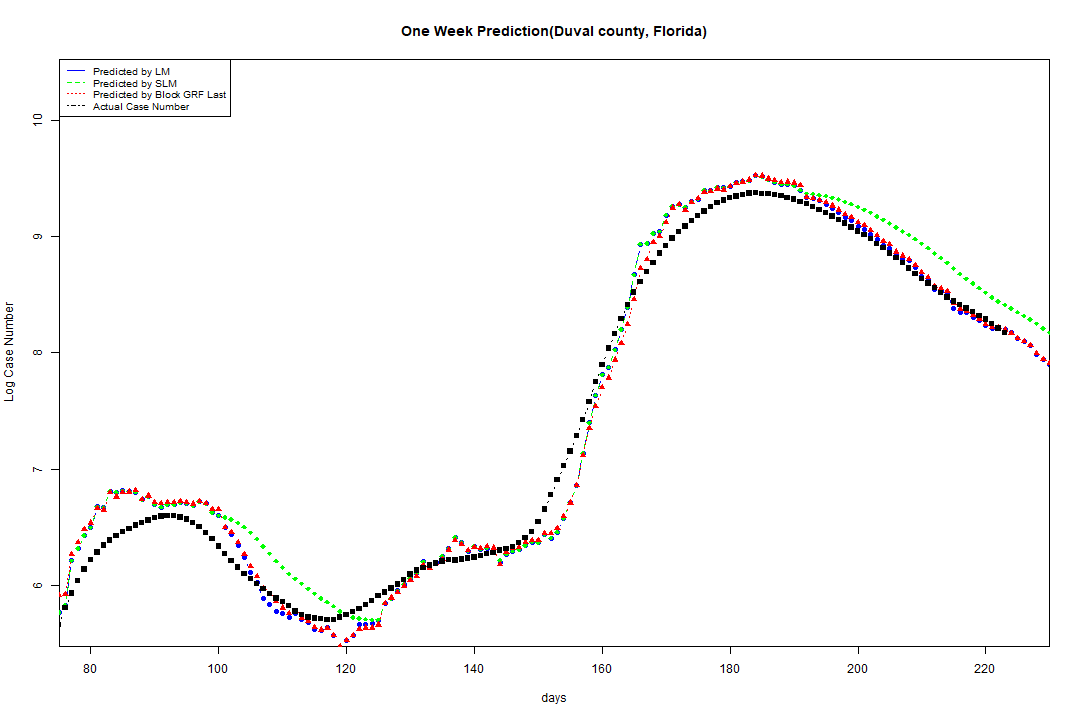 One Week Prediction(Duval county, Florida)
Predicted by LM
Predicted by SLM
Predicted by Block GRF Last
Actual Case Number
10
9
8
7
6
Log Case Number
80 100 120 140 160 180 200 220
days